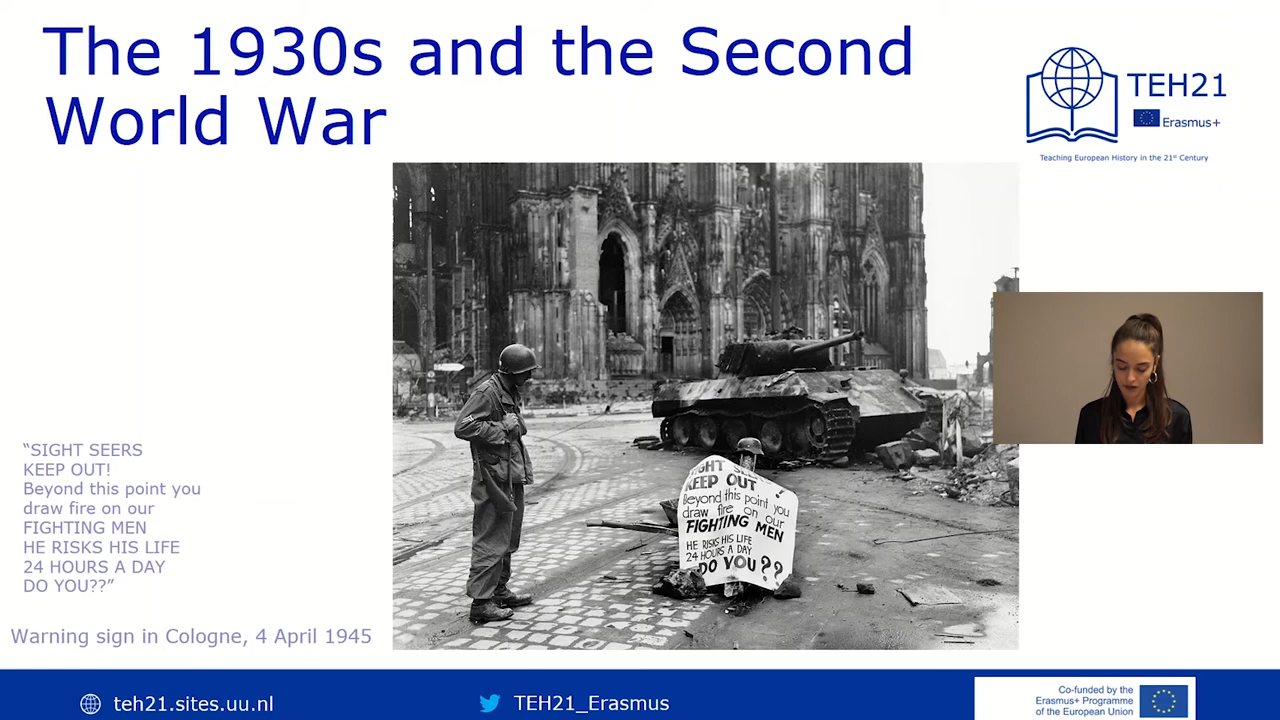 The 1930s and the Second
World War
TEH21
Erasmus+
Teaching European History in the 21st Century
SIGHT SEERS
KEEP OUT!
Beyond this point you
draw fire on our
FIGHTING MEN
HE RISKS HIS LIFE
24 HOURS A DAY
DO YOU??
“SIGHT SEERS
KEEP OUT!
Beyond this point you
draw fire on our
FIGHTING MEN
HE RISKS HIS LIFE
24 HOURS A DAY
DO YOU??”
Warning sign in Cologne, 4 April 1945
teh21.sites.uu.nl
TEH21_Erasmus
Co-funded by the
Erasmus+ Programme
of the European Union